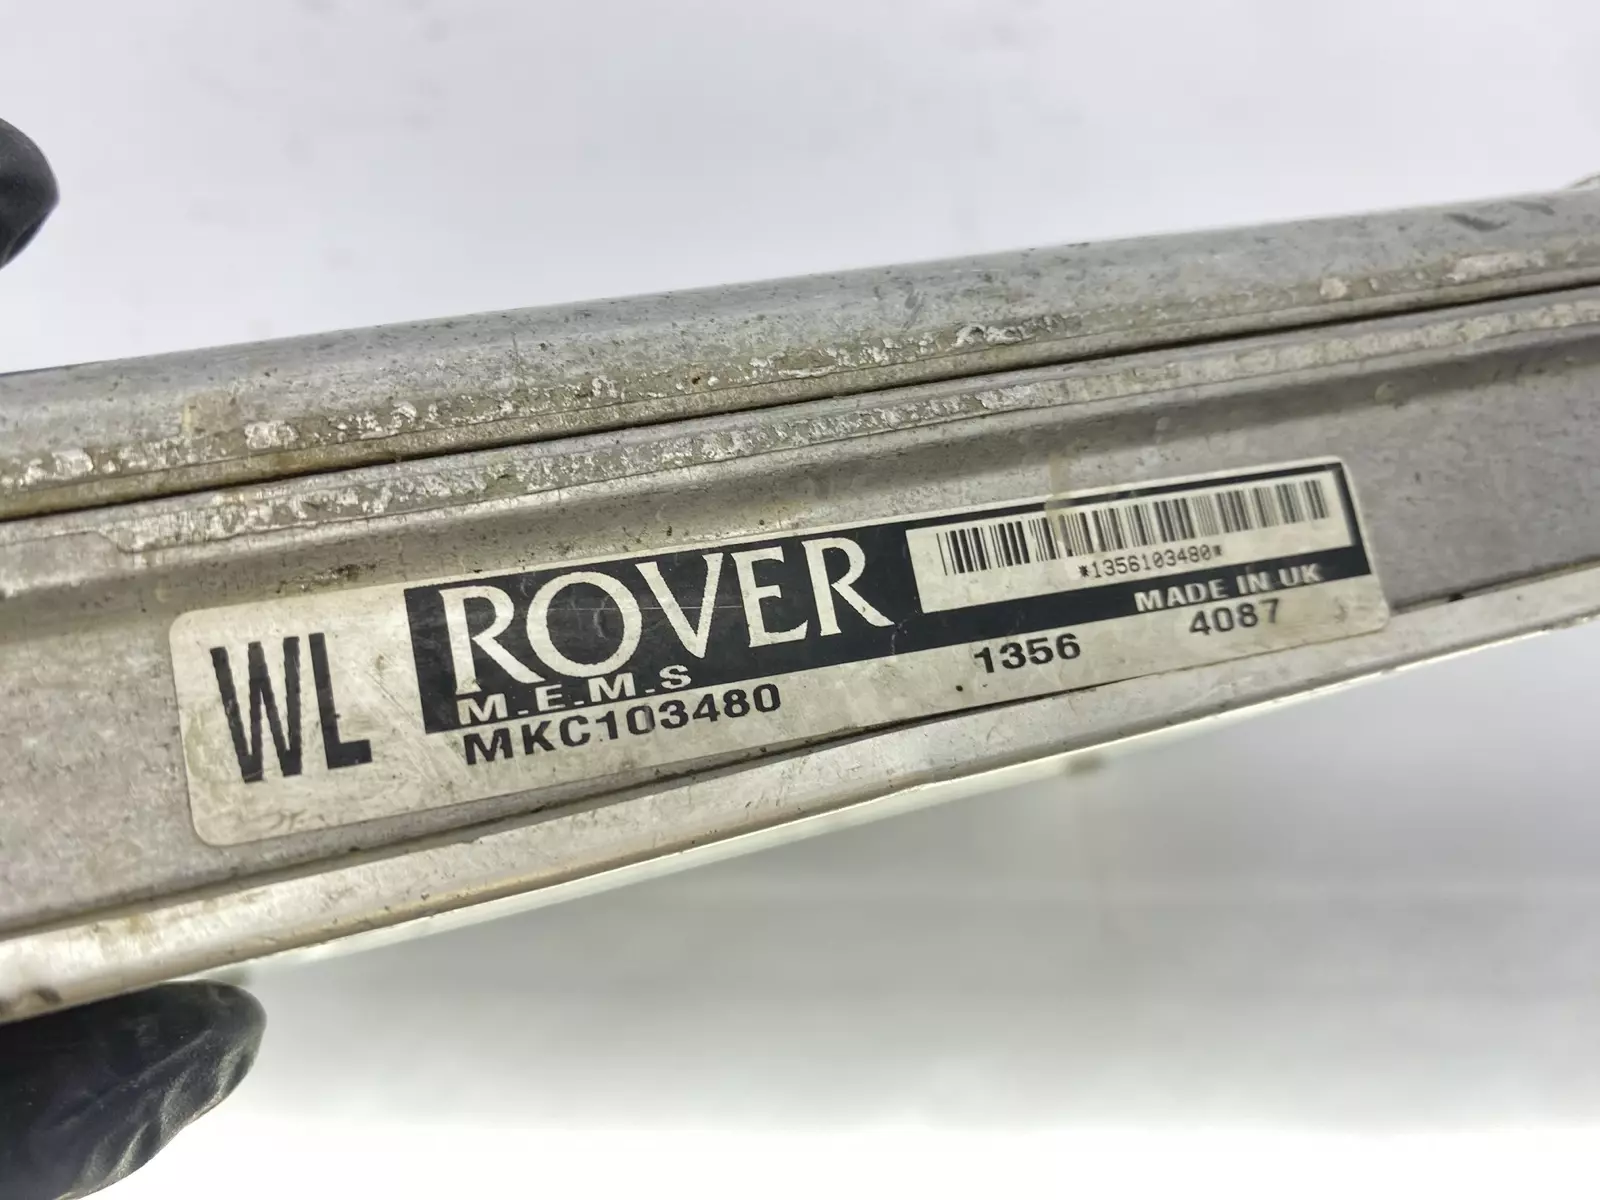 WL
ROVER
M.E.M.S
MKC103480
*1356103480*
MADE IN UK
1356
4087